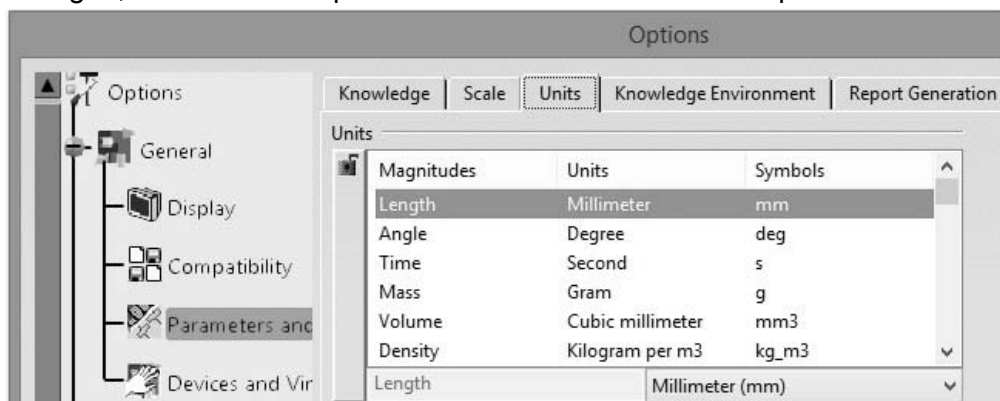 Options
Options
General
Display
Compatibility
Parameters and
Devices and Vir
Knowledge Scale Units Knowledge Environment Report Generation
Units
Magnitudes Units Symbols
Length Millimeter mm
Angle Degree deg
Time Second s
Mass Gram g
Volume Cubic millimeter mm3
Density Kilogram per m3 kg_m3
Length Millimeter (mm)